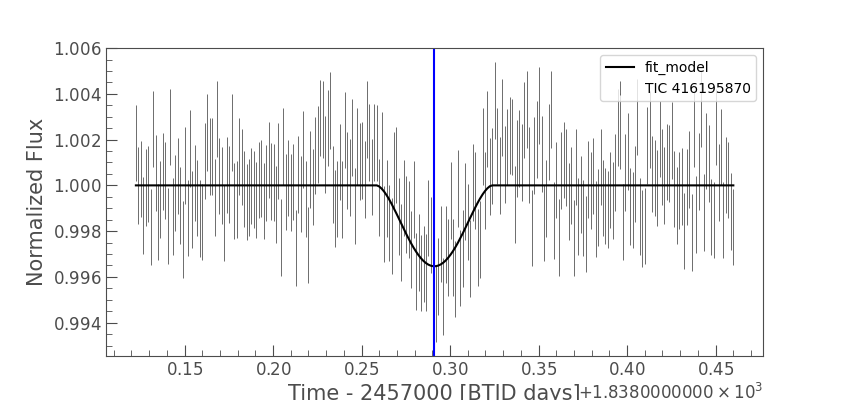 1.006
1.004
1.002
1.000
0.998
0.996
0.994
Normalized Flux
fit_model
TIC 416195870
0.15 0.20 0.25 0.30 0.35 0.40 0.45
Time - 2457000 [BTJD days]
+1.8380000000 × 10³